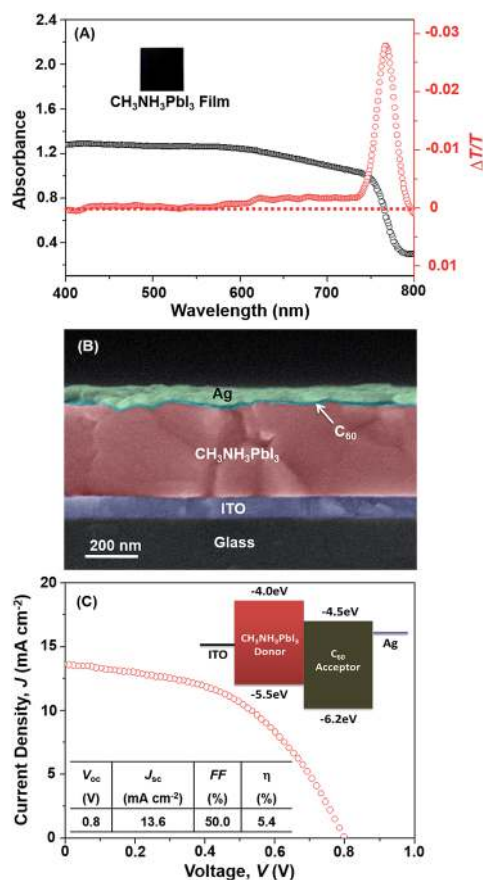 (A)
CH₃NH₃PbI₃ Film
Absorbance
2.4
2.0
1.6
1.2
0.8
0.4
-0.03
-0.02
-0.01
0
0.01
ΔT/T
400
500
600
700
800
Wavelength (nm)
(B)
Ag
C₆₀
CH₃NH₃PbI₃
ITO
200 nm
Glass
(C)
Current Density, J (mA cm⁻²)
20
15
10
5
0
-4.0eV
-4.5eV
ITO
CH₃NH₃PbI₃
Donor
C₆₀
Acceptor
Ag
-5.5eV
-6.2eV
Voc Jsc FF η
(V) (mA cm⁻²) (%) (%)
0.8 13.6 50.0 5.4
0.0 0.2 0.4 0.6 0.8 1.0
Voltage, V (V)